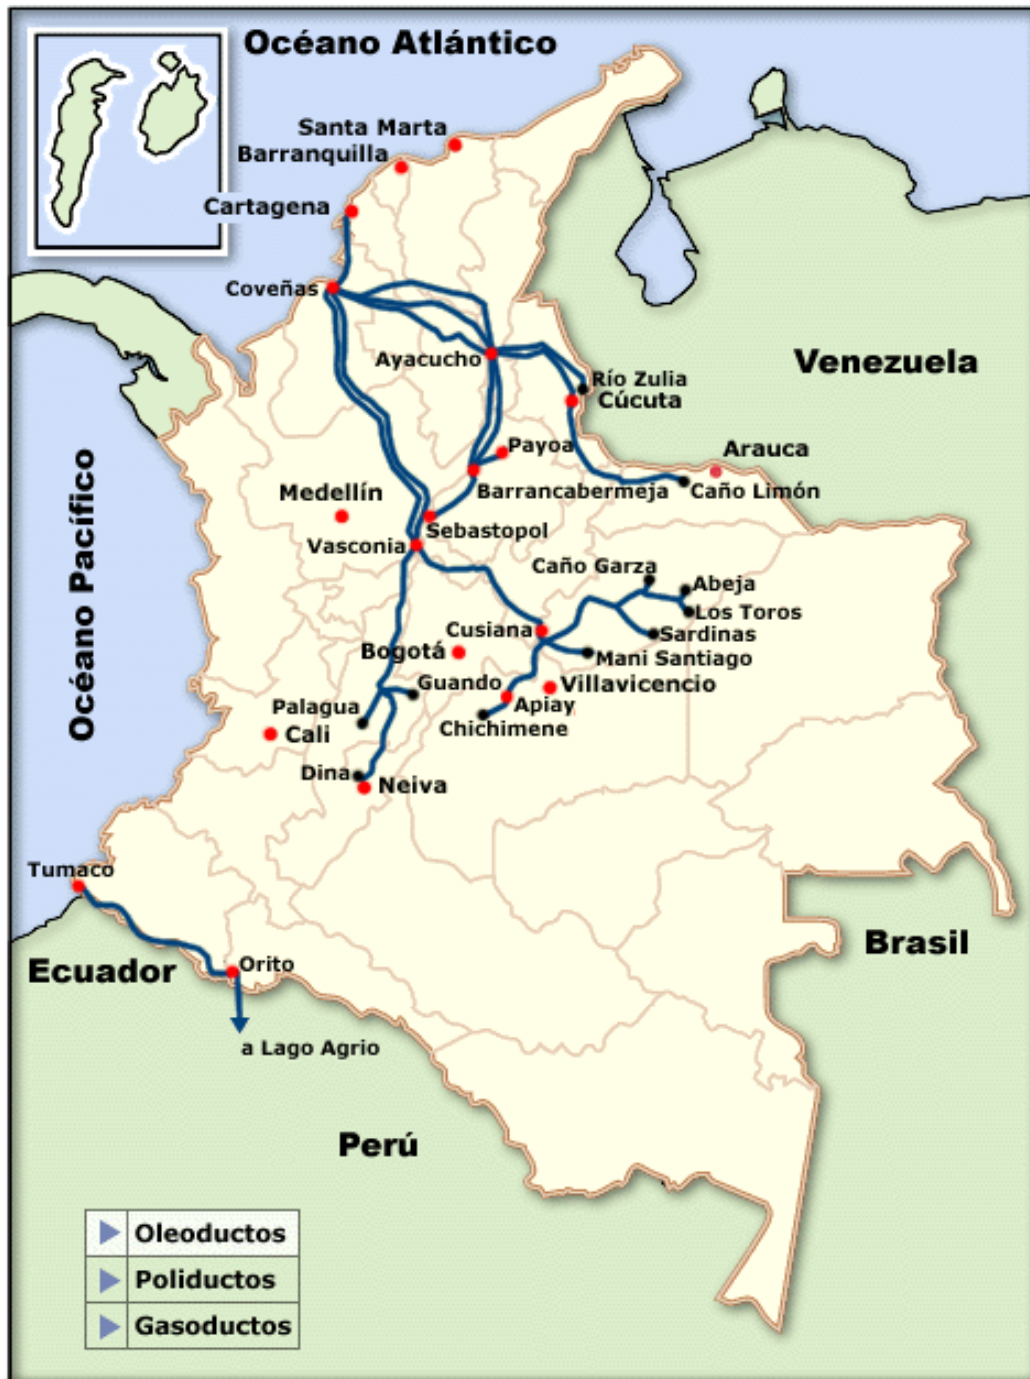 Océano Atlántico
Santa Marta
Barranquilla
Cartagena
Coveñas
Ayacucho
Venezuela
Río Zulia
Cúcuta
Payoa
Arauca
Océano Pacífico
Medellín
Barrancabermeja
Caño Limón
Sebastopol
Vasconia
Caño Garza
Abeja
Los Toros
Cusiana
Sardinas
Bogotá
Mani Santiago
Guando
Villavicencio
Palagua
Apiay
Chichimene
Cali
Dina
Neiva
Tumaco
Brasil
Ecuador
Orito
a Lago Agrio
Perú
Oleoductos
Poliductos
Gasoductos